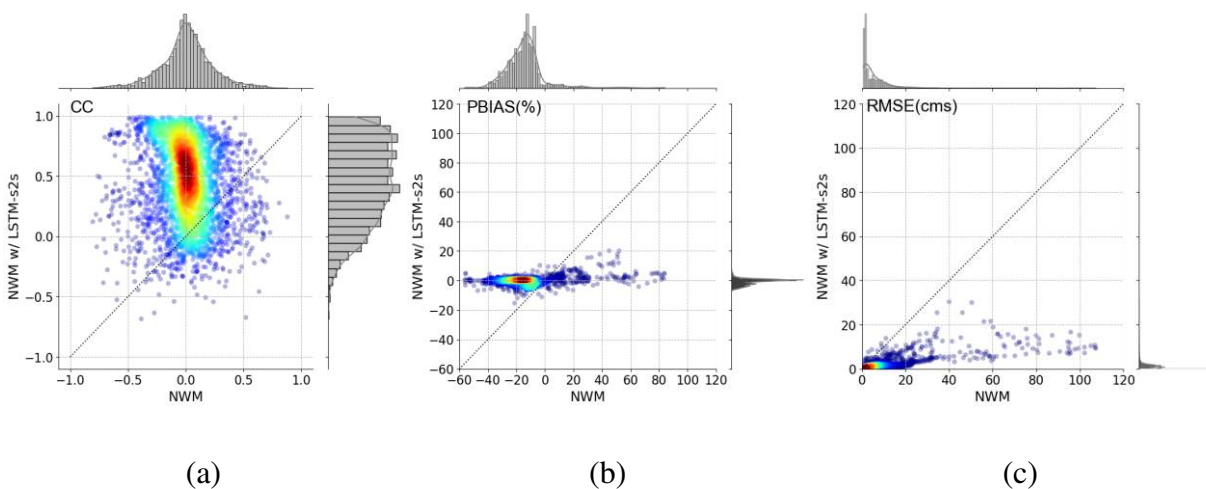 CC
NWM w/ LSTM-s2s
1.0
0.5
0.0
−0.5
−1.0
−1.0 −0.5 0.0 0.5 1.0
NWM
PBIAS(%)
NWM w/ LSTM-s2s
120
100
80
60
40
20
0
−20
−40
−60
−60 −40 −20 0 20 40 60 80 100 120
NWM
RMSE(cms)
NWM w/ LSTM-s2s
120
100
80
60
40
20
0
0 20 40 60 80 100 120
NWM
(a) (b) (c)